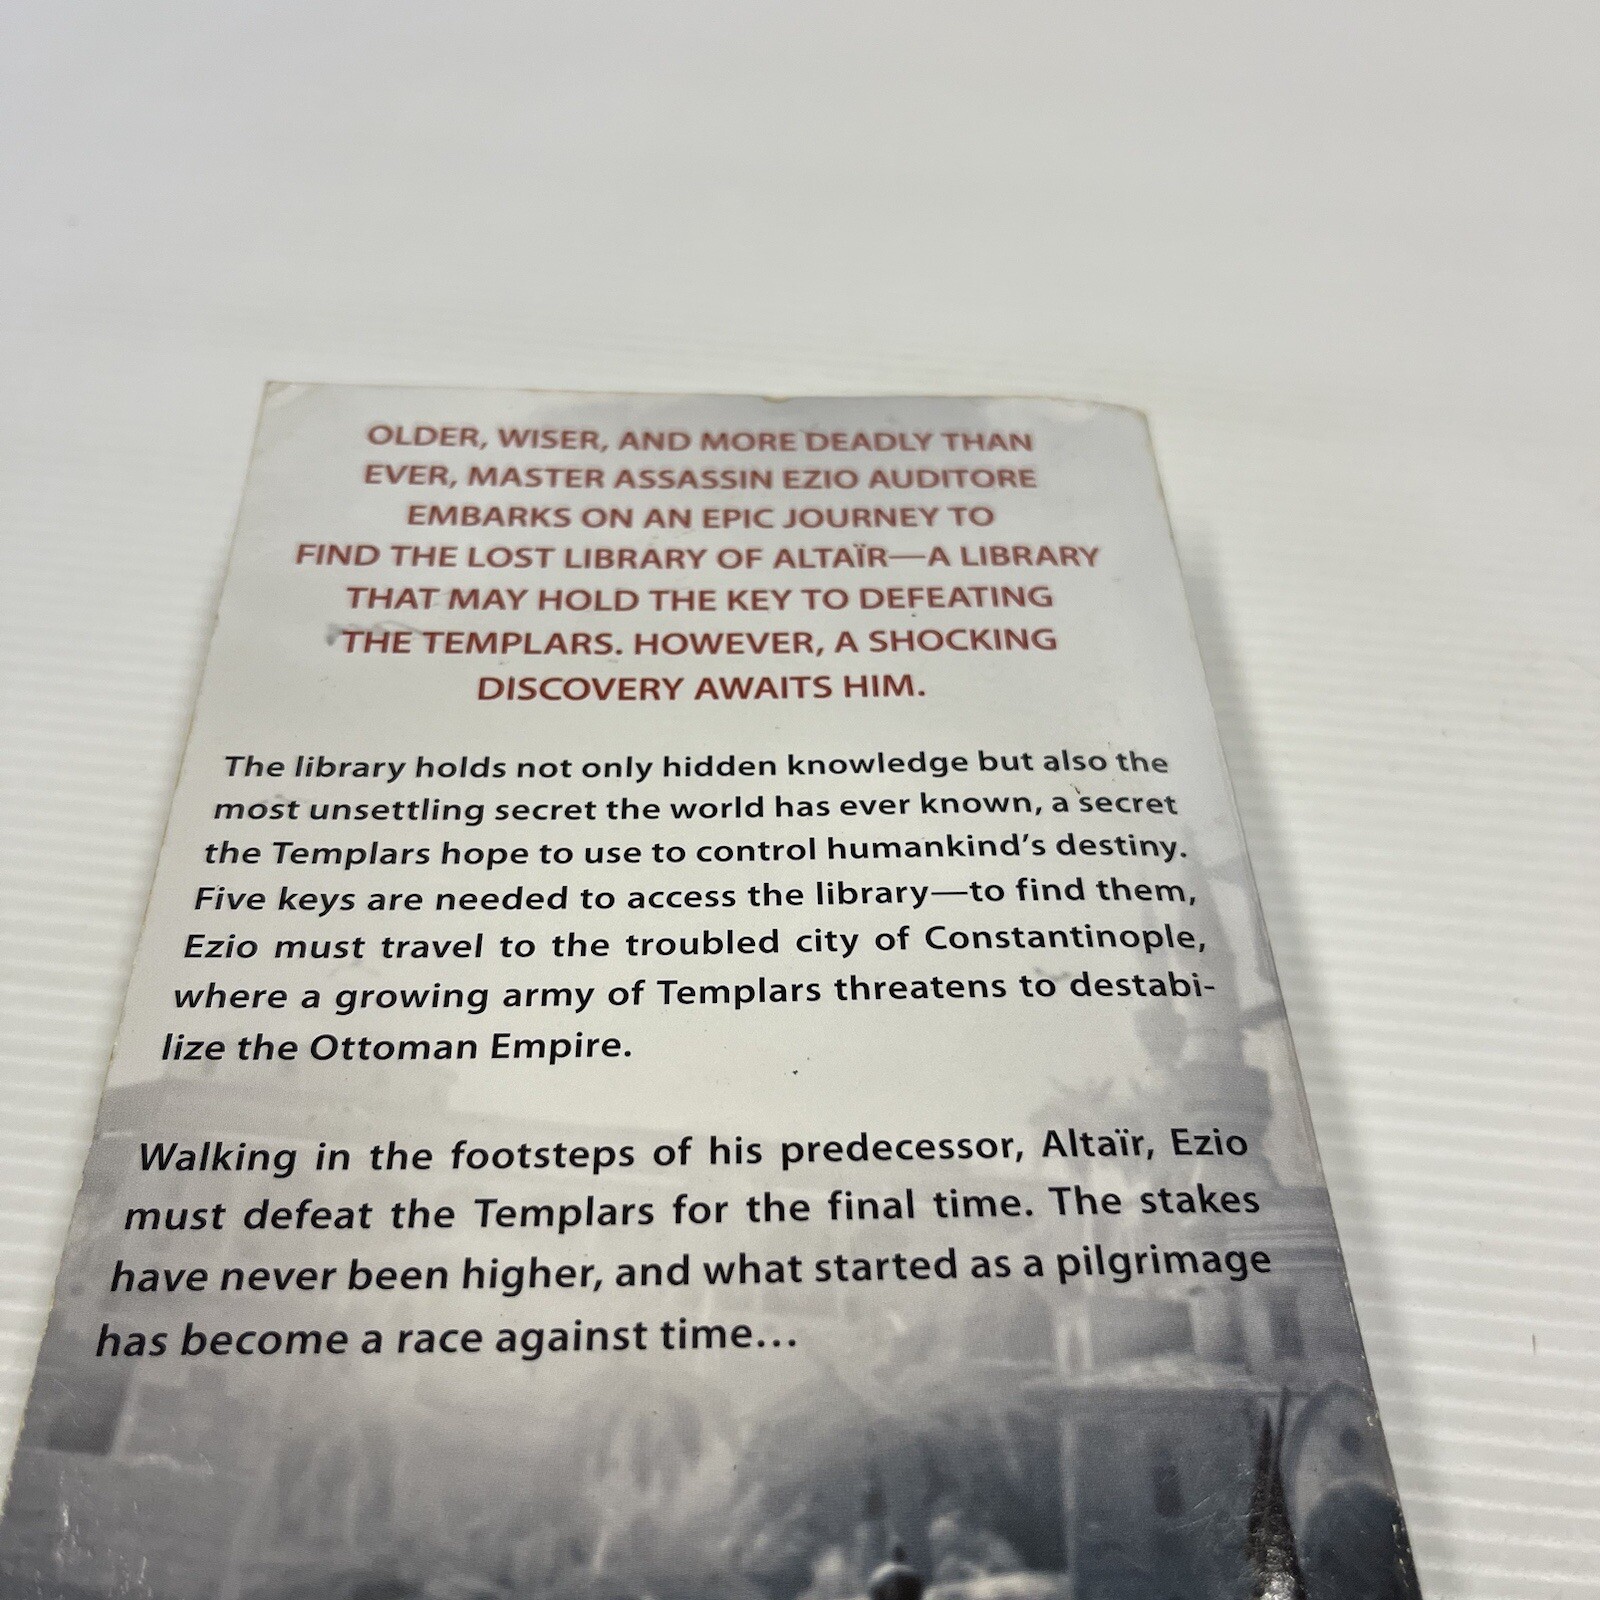 OLDER, WISER, AND MORE DEADLY THAN
EVER, MASTER ASSASSIN EZIO AUDITORE
EMBARKS ON AN EPIC JOURNEY TO
FIND THE LOST LIBRARY OF ALTAÏR—A LIBRARY
THAT MAY HOLD THE KEY TO DEFEATING
THE TEMPLARS. HOWEVER, A SHOCKING
DISCOVERY AWAITS HIM.
The library holds not only hidden knowledge but also the
most unsettling secret the world has ever known, a secret
the Templars hope to use to control humankind's destiny.
Five keys are needed to access the library—to find them,
Ezio must travel to the troubled city of Constantinople,
where a growing army of Templars threatens to destabi-
lize the Ottoman Empire.
Walking in the footsteps of his predecessor, Altaïr, Ezio
must defeat the Templars for the final time. The stakes
have never been higher, and what started as a pilgrimage
has become a race against time...